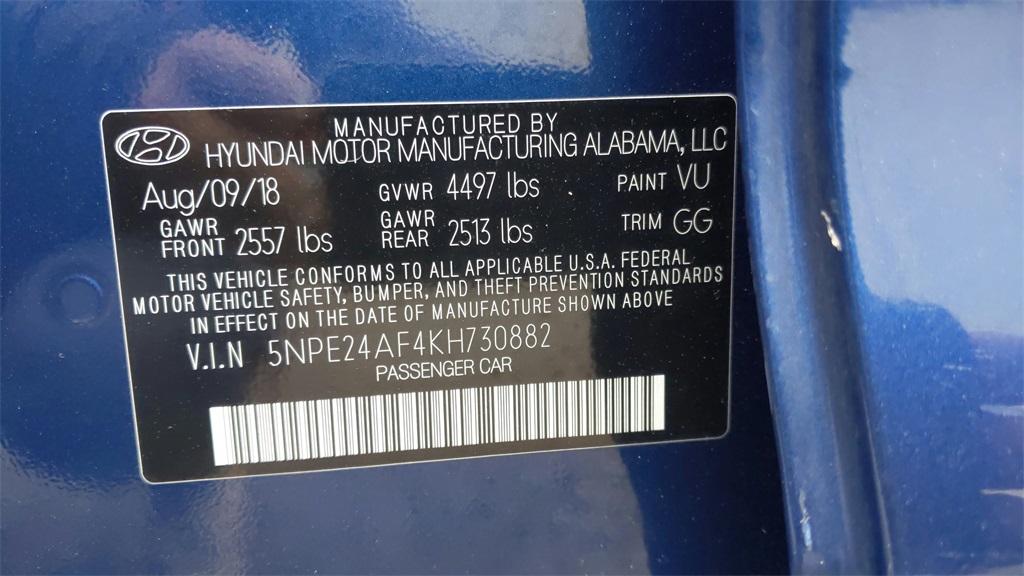 MANUFACTURED BY
HYUNDAI MOTOR MANUFACTURING ALABAMA, LLC
Aug/09/18 GVWR 4497 lbs PAINT VU
GAWR FRONT 2557 lbs GAWR REAR 2513 lbs TRIM GG
THIS VEHICLE CONFORMS TO ALL APPLICABLE U.S.A. FEDERAL
MOTOR VEHICLE SAFETY, BUMPER, AND THEFT PREVENTION STANDARDS
IN EFFECT ON THE DATE OF MANUFACTURE SHOWN ABOVE
V.I.N 5NPE24AF4KH730882
PASSENGER CAR